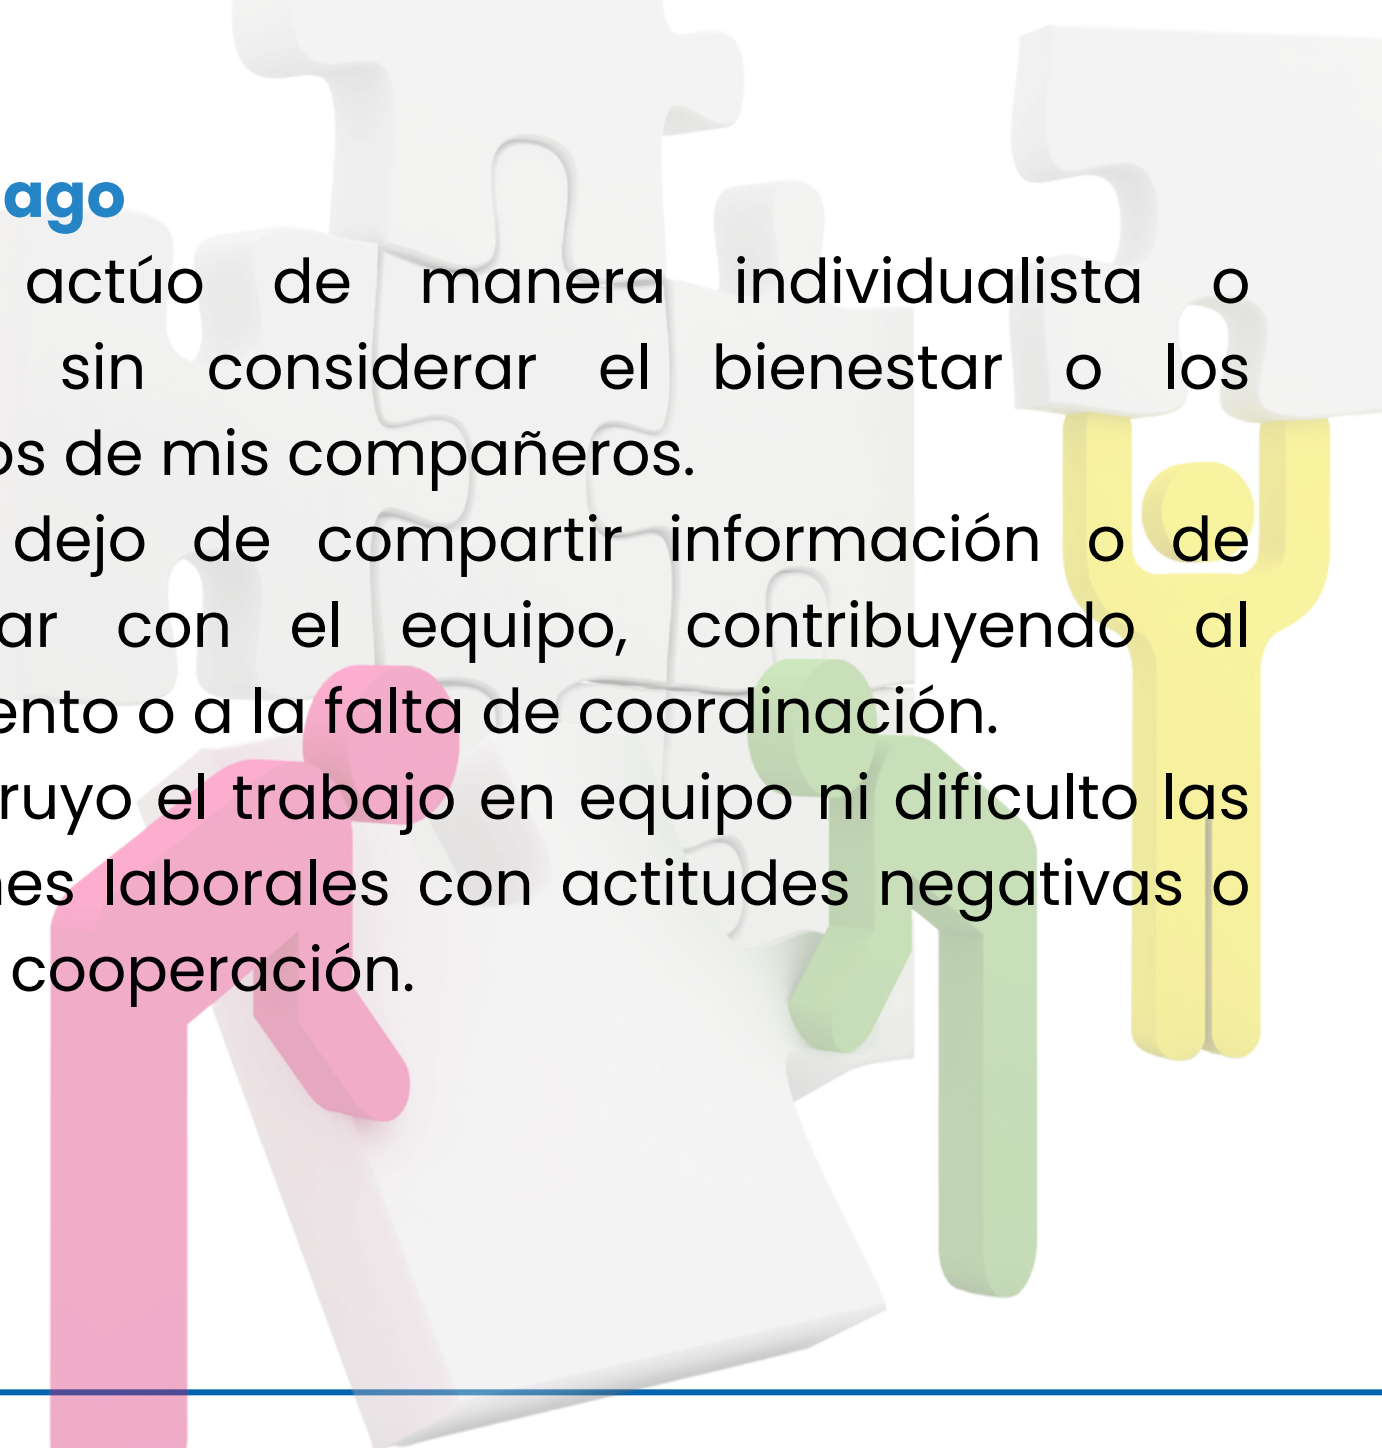 ago
actúo de manera individualista o
sin considerar el bienestar o los
os de mis compañeros.
dejo de compartir información o de
ar con el equipo, contribuyendo al
ento o a la falta de coordinación.
ruyo el trabajo en equipo ni dificulto las
nes laborales con actitudes negativas o
cooperación.